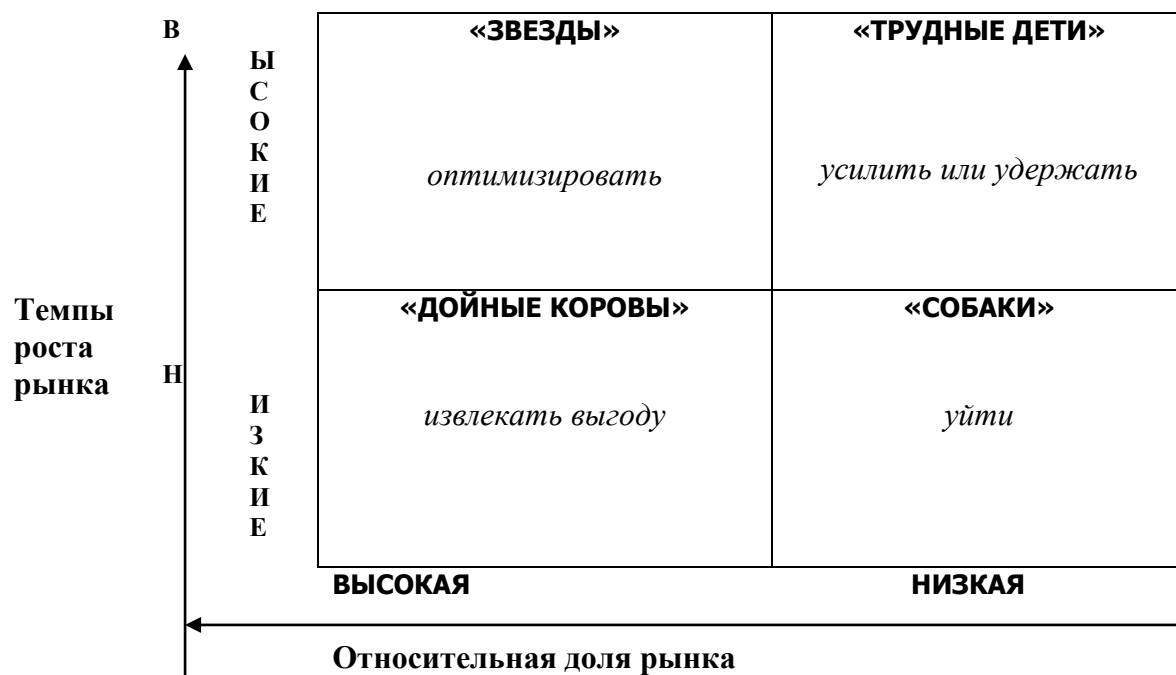 «ЗВЕЗДЫ»
«ТРУДНЫЕ ДЕТИ»
В
Ы
С
О
К
И
Е
оптимизировать
усилить или удержать
Темпы
роста
рынка
«ДОЙНЫЕ КОРОВЫ»
«СОБАКИ»
Н
И
З
К
И
Е
извлекать выгоду
уйти
ВЫСОКАЯ
НИЗКАЯ
Относительная доля рынка